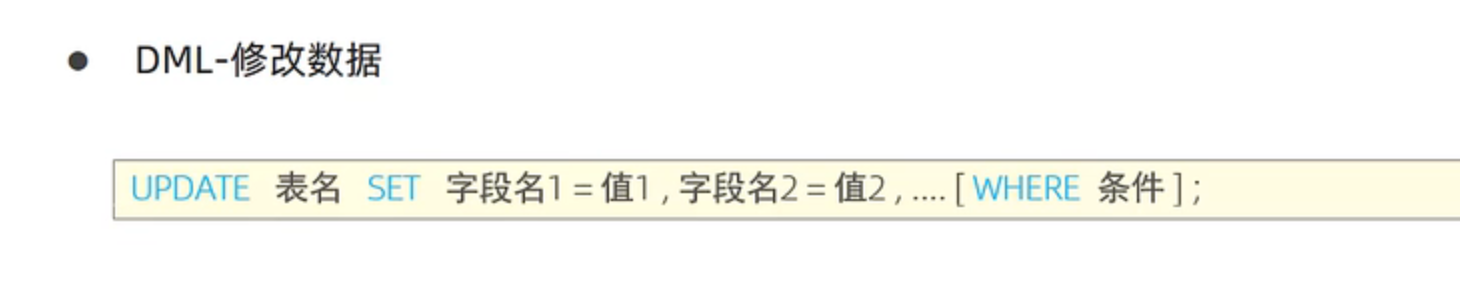 ● DML-修改数据
UPDATE 表名 SET 字段名1 = 值1 , 字段名2 = 值2 , .... [ WHERE 条件 ] ;